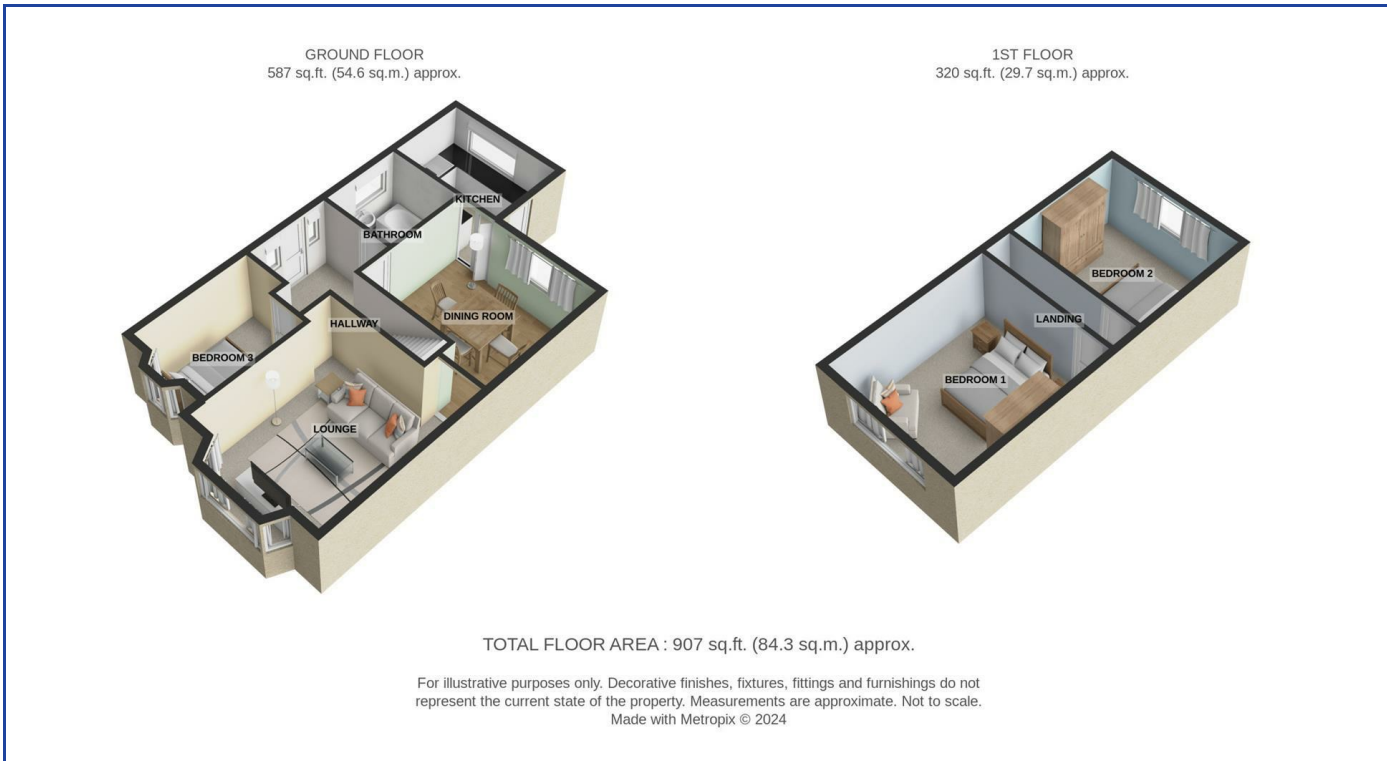 GROUND FLOOR
587 sq.ft. (54.6 sq.m.) approx.
1ST FLOOR
320 sq.ft. (29.7 sq.m.) approx.
KITCHEN
BATHROOM
DINING ROOM
HALLWAY
BEDROOM 3
LOUNGE
BEDROOM 2
LANDING
BEDROOM 1
TOTAL FLOOR AREA : 907 sq.ft. (84.3 sq.m.) approx.
For illustrative purposes only. Decorative finishes, fixtures, fittings and furnishings do not
represent the current state of the property. Measurements are approximate. Not to scale.
Made with Metropix © 2024